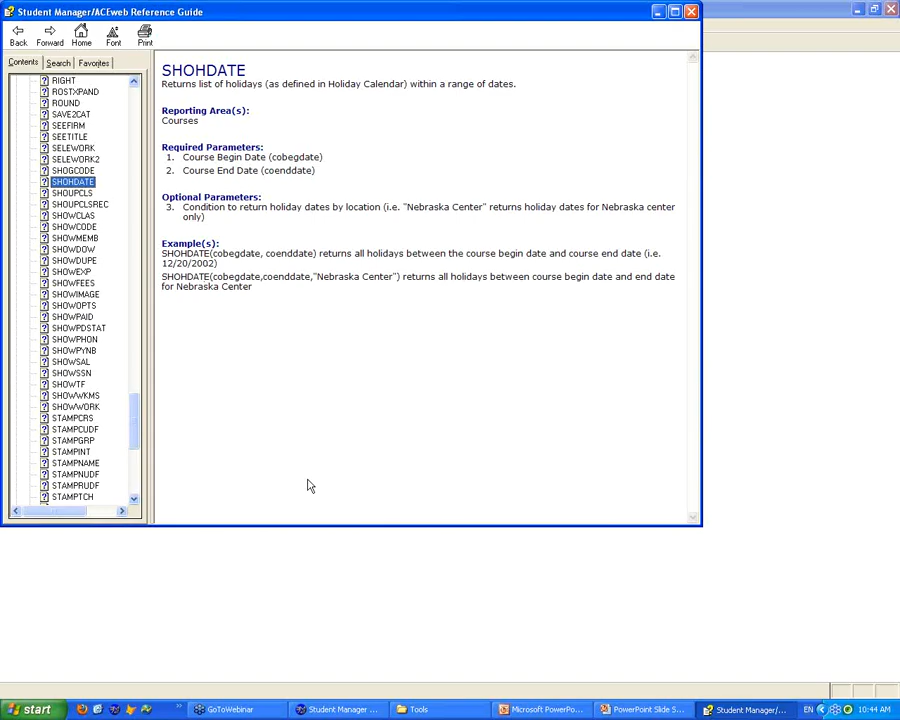 Student Manager/ACEweb Reference Guide
Back Forward Home Font Print
Contents Search Favorites
RIGHT
ROSTXPAND
ROUND
SAVE2CAT
SEEFIRM
SEETITLE
SELEWORK
SELEWORK2
SHOGCODE
SHOHDATE
SHOUPCLS
SHOUPCLSREC
SHOWCLAS
SHOWCODE
SHOWMEMB
SHOWDOW
SHOWDUPE
SHOWEXP
SHOWFEES
SHOWIMAGE
SHOWOPTS
SHOWPAID
SHOWPDSTAT
SHOWPHON
SHOWPYNB
SHOWSAL
SHOWSSN
SHOWTF
SHOWWKMS
SHOWWORK
STAMPCRS
STAMPCUDF
STAMPGRP
STAMPINT
STAMPNAME
STAMPNUDF
STAMPRUDF
STAMPTCH
SHOHDATE
Returns list of holidays (as defined in Holiday Calendar) within a range of dates.
Reporting Area(s):
Courses
Required Parameters:
1. Course Begin Date (cobegdate)
2. Course End Date (coenddate)
Optional Parameters:
3. Condition to return holiday dates by location (i.e. "Nebraska Center" returns holiday dates for Nebraska center
only)
Example(s):
SHOHDATE(cobegdate, coenddate) returns all holidays between the course begin date and course end date (i.e.
12/20/2002)
SHOHDATE(cobegdate,coenddate,"Nebraska Center") returns all holidays between course begin date and end date
for Nebraska Center
start GoToWebinar Student Manager ... Tools Microsoft PowerPo... PowerPoint Slide S... Student Manager/... EN 10:44 AM